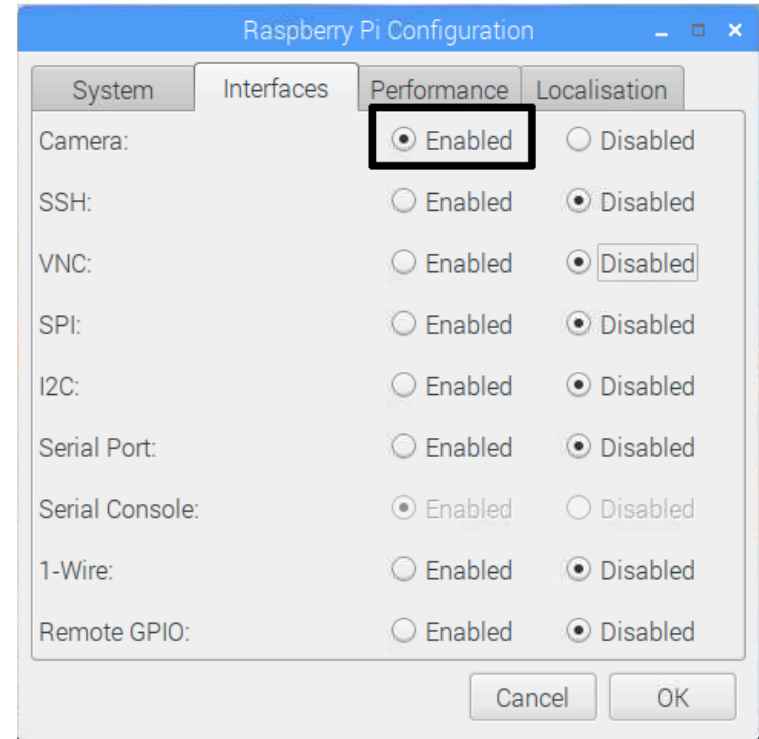 Raspberry Pi Configuration
System Interfaces Performance Localisation
Camera: Enabled Disabled
SSH: Enabled Disabled
VNC: Enabled Disabled
SPI: Enabled Disabled
I2C: Enabled Disabled
Serial Port: Enabled Disabled
Serial Console: Enabled Disabled
1-Wire: Enabled Disabled
Remote GPIO: Enabled Disabled
Cancel OK